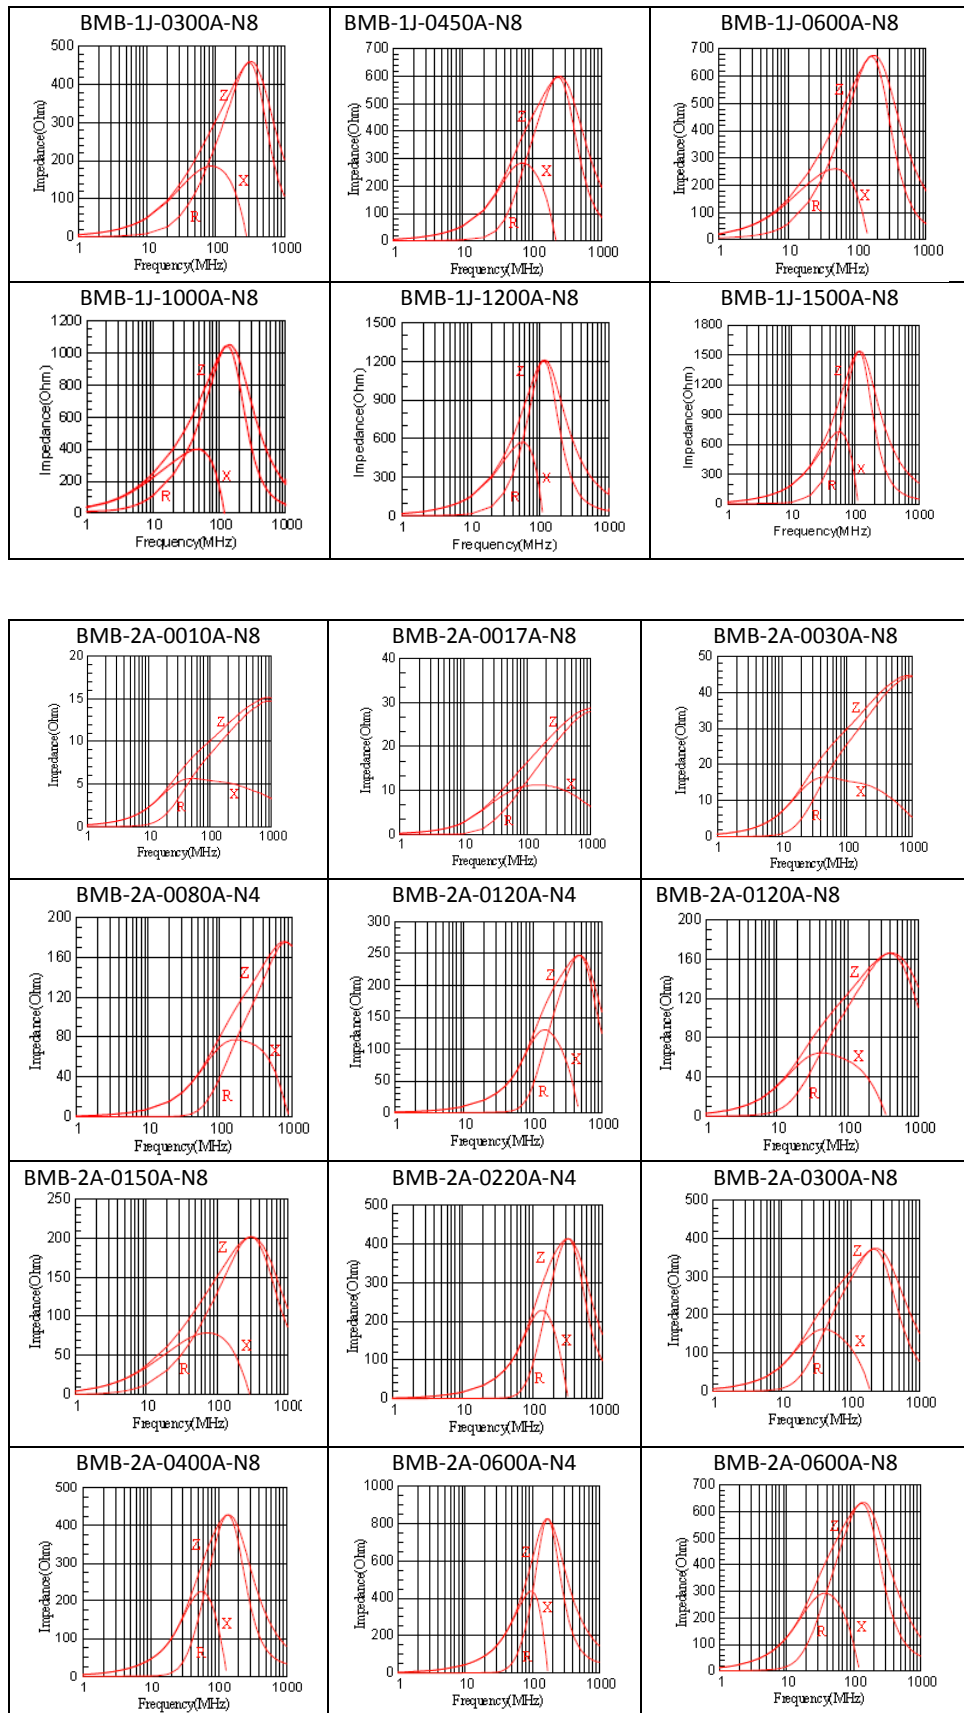 BMB-1J-0300A-N8
500
400
300
200
100
0
Impedance(Ohm)
Z
R
X
1 10 100 1000
Frequency(MHz)
BMB-1J-0450A-N8
700
600
500
400
300
200
100
0
Impedance(Ohm)
Z
R
X
1 10 100 1000
Frequency(MHz)
BMB-1J-0600A-N8
700
600
500
400
300
200
100
0
Impedance(Ohm)
Z
R
X
1 10 100 1000
Frequency(MHz)
BMB-1J-1000A-N8
1200
1000
800
600
400
200
0
Impedance(Ohm)
Z
R
X
1 10 100 1000
Frequency(MHz)
BMB-1J-1200A-N8
1500
1200
900
600
300
0
Impedance(Ohm)
Z
R
X
1 10 100 1000
Frequency(MHz)
BMB-1J-1500A-N8
1800
1500
1200
900
600
300
0
Impedance(Ohm)
Z
R
X
1 10 100 1000
Frequency(MHz)
BMB-2A-0010A-N8
20
15
10
5
0
Impedance(Ohm)
Z
R
X
1 10 100 1000
Frequency(MHz)
BMB-2A-0017A-N8
40
30
20
10
0
Impedance(Ohm)
Z
R
X
1 10 100 1000
Frequency(MHz)
BMB-2A-0030A-N8
50
40
30
20
10
0
Impedance(Ohm)
Z
R
X
1 10 100 1000
Frequency(MHz)
BMB-2A-0080A-N4
200
160
120
80
40
0
Impedance(Ohm)
Z
R
X
1 10 100 1000
Frequency(MHz)
BMB-2A-0120A-N4
300
250
200
150
100
50
0
Impedance(Ohm)
Z
R
X
1 10 100 1000
Frequency(MHz)
BMB-2A-0120A-N8
200
160
120
80
40
0
Impedance(Ohm)
Z
R
X
1 10 100 1000
Frequency(MHz)
BMB-2A-0150A-N8
250
200
150
100
50
0
Impedance(Ohm)
Z
R
X
1 10 100 1000
Frequency(MHz)
BMB-2A-0220A-N4
500
400
300
200
100
0
Impedance(Ohm)
Z
R
X
1 10 100 1000
Frequency(MHz)
BMB-2A-0300A-N8
500
400
300
200
100
0
Impedance(Ohm)
Z
R
X
1 10 100 1000
Frequency(MHz)
BMB-2A-0400A-N8
500
400
300
200
100
0
Impedance(Ohm)
Z
R
X
1 10 100 1000
Frequency(MHz)
BMB-2A-0600A-N4
1000
800
600
400
200
0
Impedance(Ohm)
Z
R
X
1 10 100 1000
Frequency(MHz)
BMB-2A-0600A-N8
700
600
500
400
300
200
100
0
Impedance(Ohm)
Z
R
X
1 10 100 1000
Frequency(MHz)